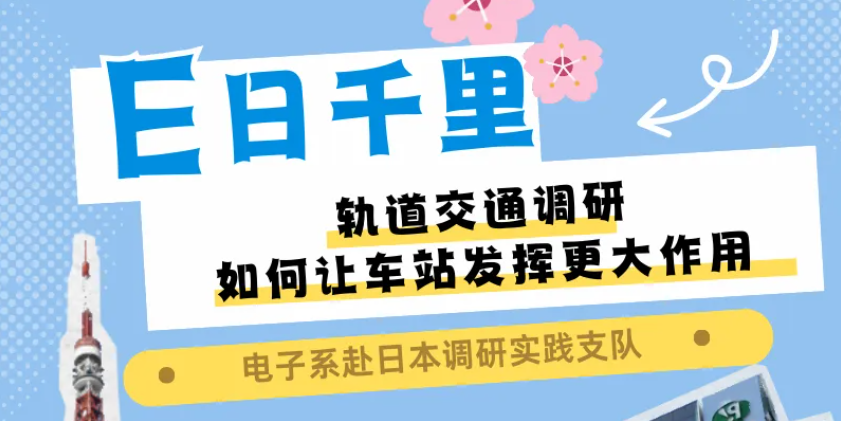 E日千里
轨道交通调研
如何让车站发挥更大作用
电子系赴日本调研实践支队